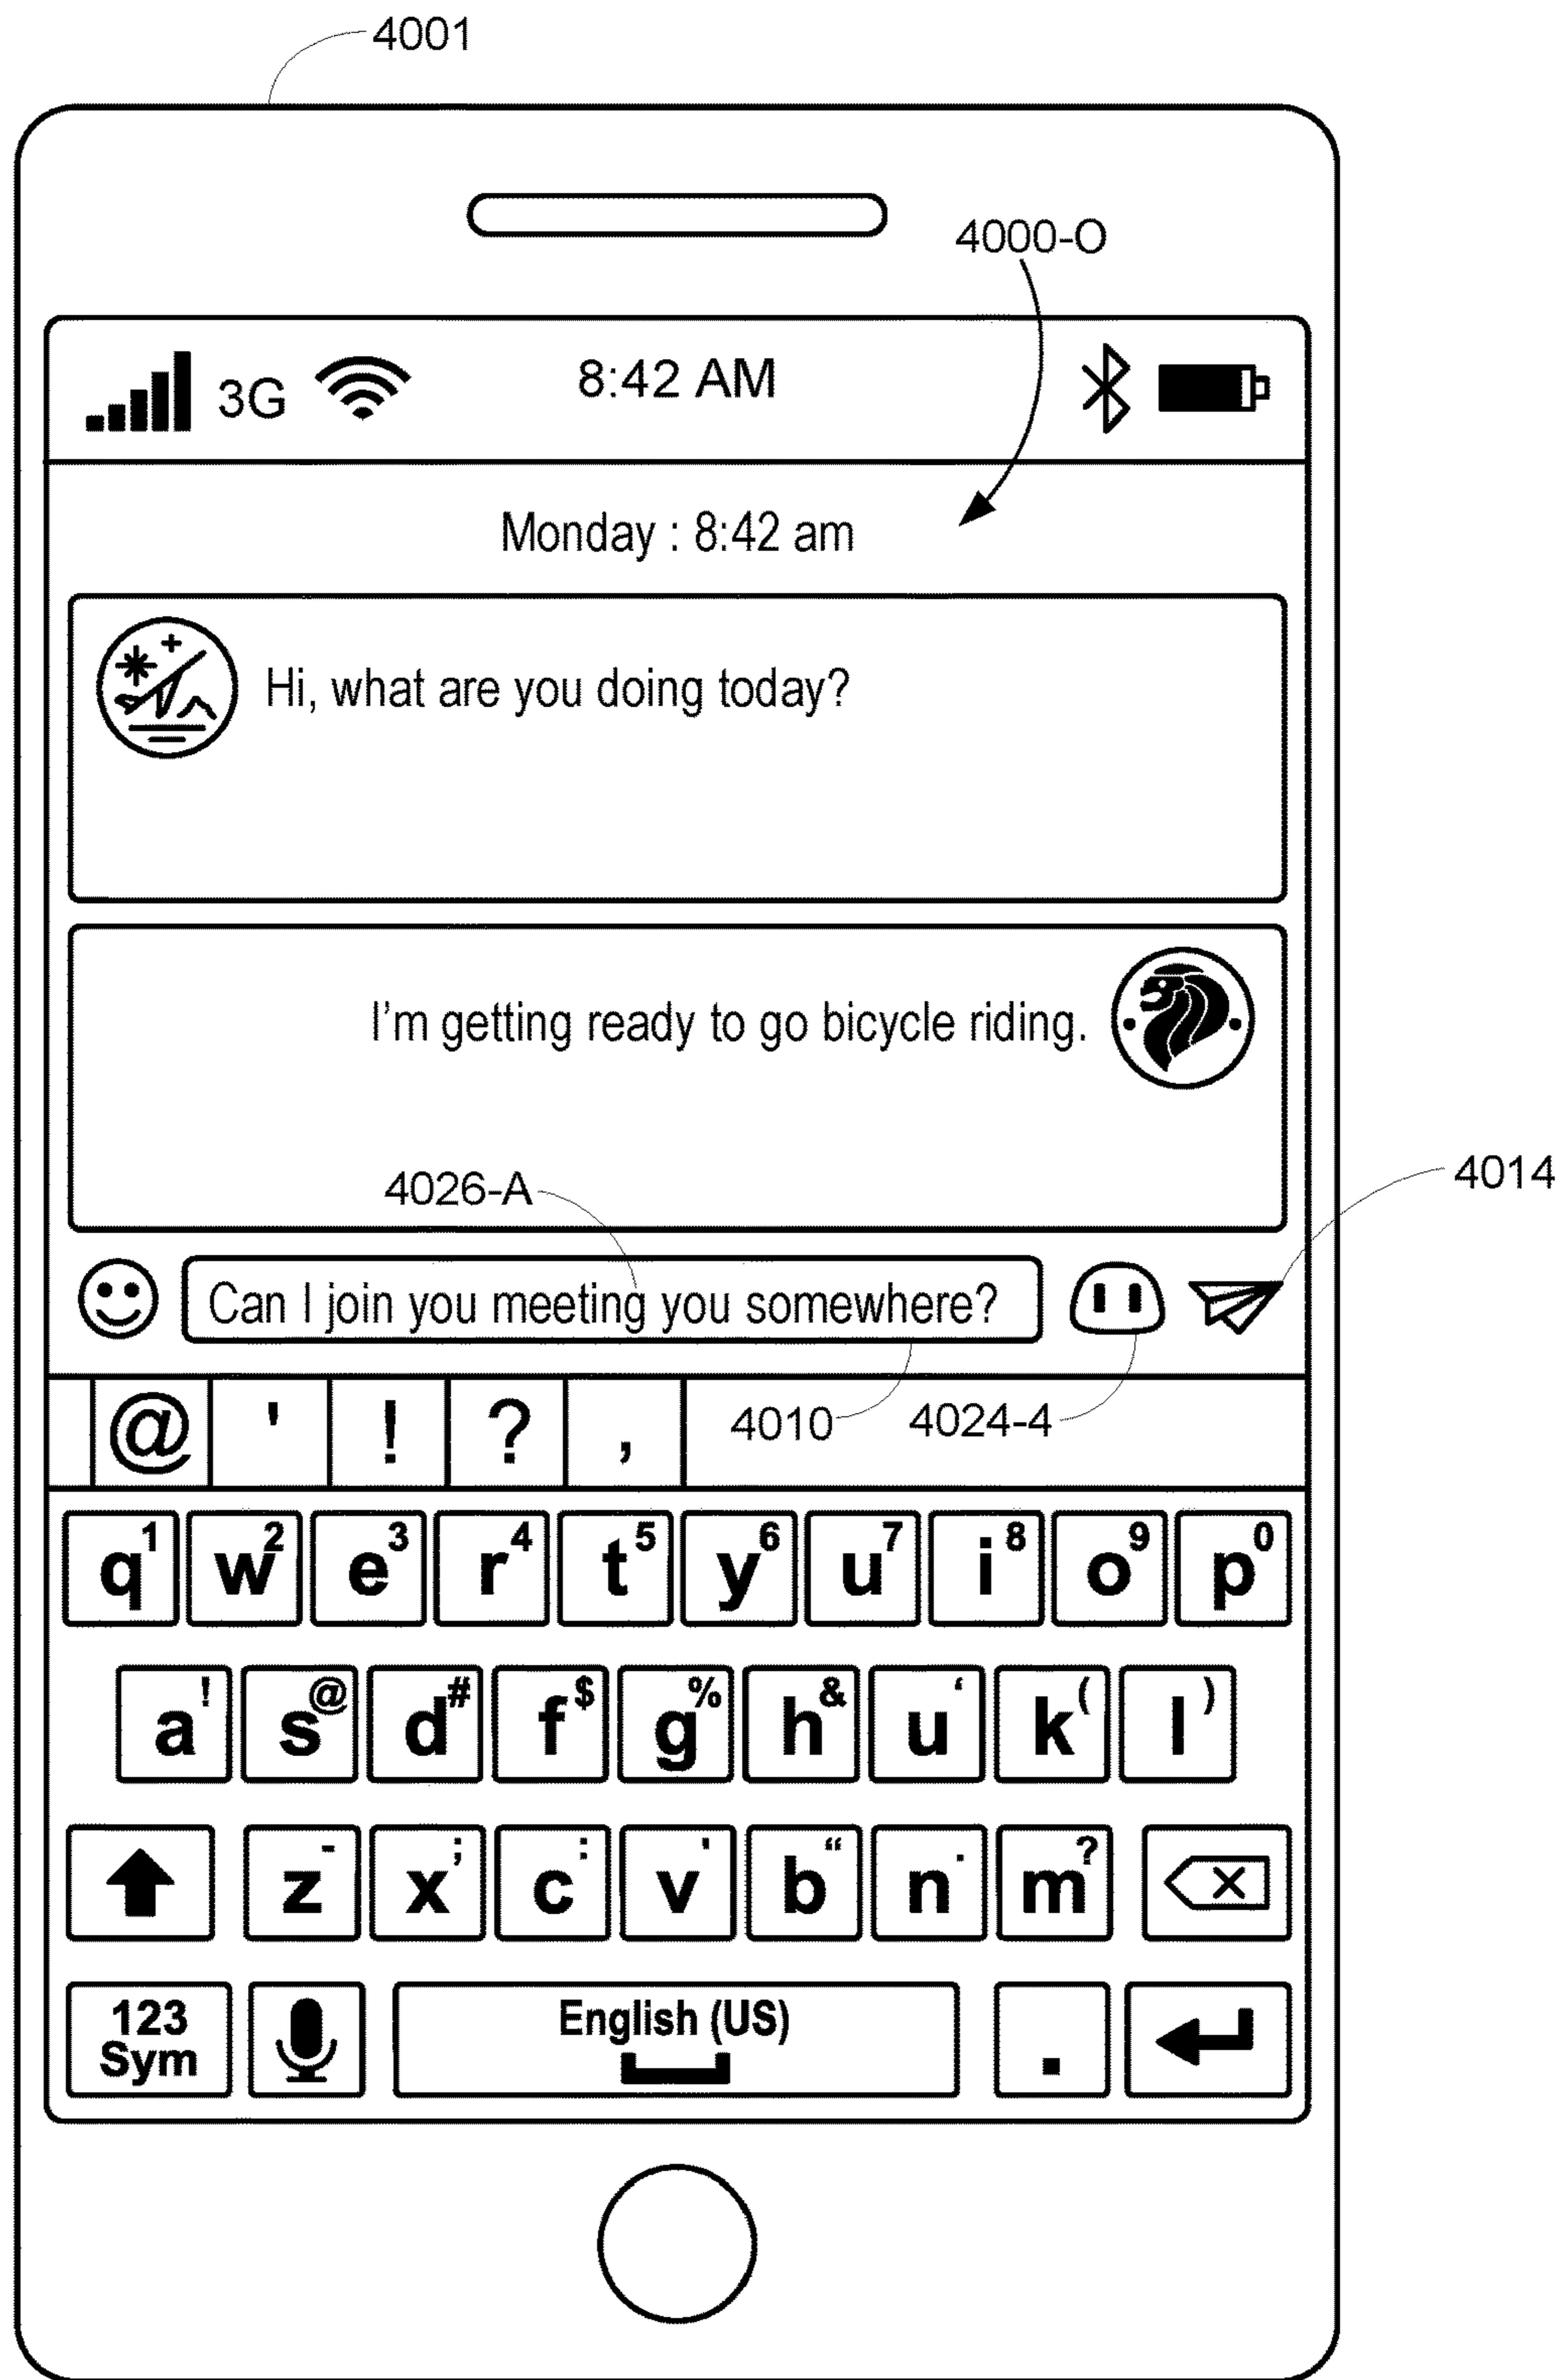 4001
4000-O
3G 8:42 AM
Monday : 8:42 am
Hi, what are you doing today?
I'm getting ready to go bicycle riding.
4026-A
4014
Can I join you meeting you somewhere?
@ ' ! ? ,
4010 4024-4
q1 w2 e3 r4 t5 y6 u7 i8 o9 p0
a! s@ d# f$ g% h& u‘ k( l)
z- x; c: v' b“ n. m?
123
Sym
English (US)
.